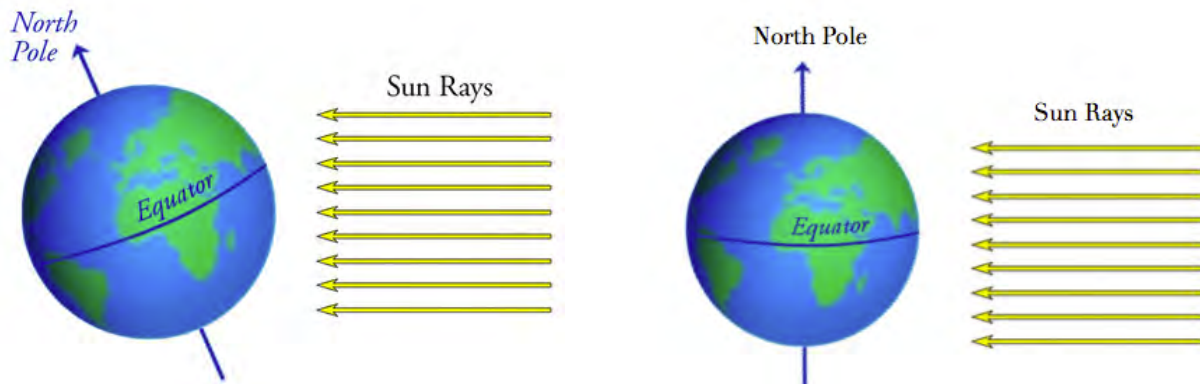 North
Pole
Sun Rays
Equator
North Pole
Sun Rays
Equator